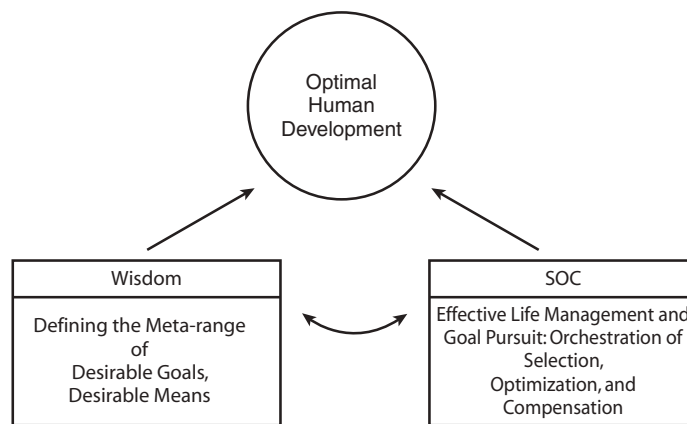 Optimal
Human
Development
Wisdom
Defining the Meta-range
of
Desirable Goals,
Desirable Means
SOC
Effective Life Management and
Goal Pursuit: Orchestration of
Selection,
Optimization, and
Compensation